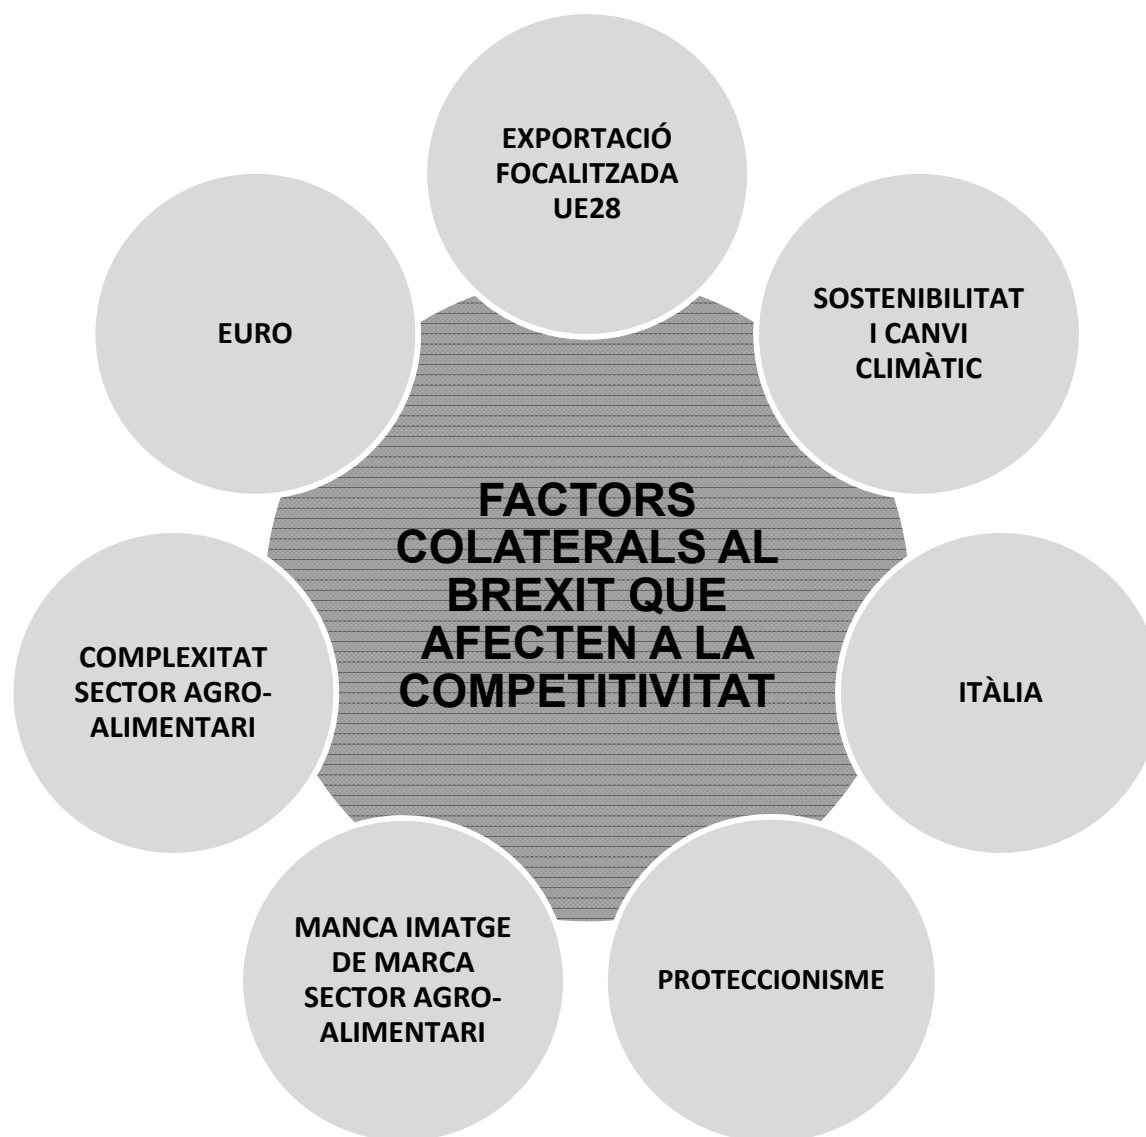 EXPORTACIÓ
FOCALITZADA
UE28
SOSTENIBILITAT
I CANVI
CLIMÀTIC
EURO
FACTORS
COLATERALS AL
BREXIT QUE
AFECTEN A LA
COMPETITIVITAT
COMPLEXITAT
SECTOR AGRO-
ALIMENTARI
ITÀLIA
MANCA IMATGE
DE MARCA
SECTOR AGRO-
ALIMENTARI
PROTECCIONISME